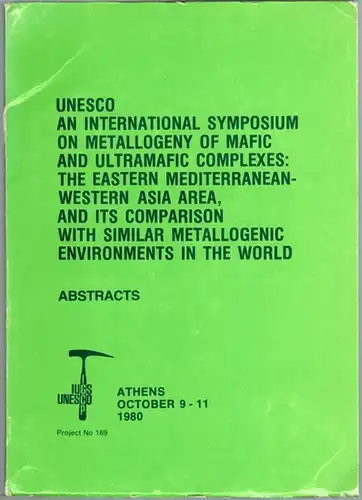 UNESCO
AN INTERNATIONAL SYMPOSIUM
ON METALLOGENY OF MAFIC
AND ULTRAMAFIC COMPLEXES:
THE EASTERN MEDITERRANEAN-
WESTERN ASIA AREA,
AND ITS COMPARISON
WITH SIMILAR METALLOGENIC
ENVIRONMENTS IN THE WORLD
ABSTRACTS
IUGS
UNESCO
ATHENS
OCTOBER 9 - 11
1980
Project No 169